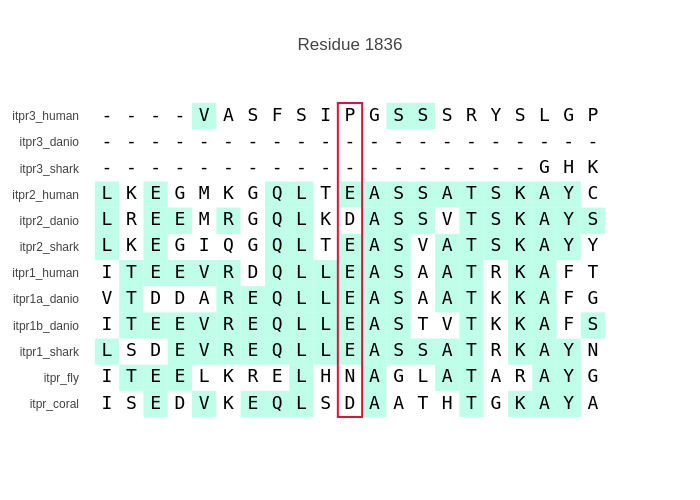 Residue 1836
itpr3_human - - - - V A S F S I P G S S S R Y S L G P
itpr3_danio - - - - - - - - - - - - - - - - - - - - -
itpr3_shark - - - - - - - - - - - - - - - - - - G H K
itpr2_human L K E G M K G Q L T E A S S A T S K A Y C
itpr2_danio L R E E M R G Q L K D A S S V T S K A Y S
itpr2_shark L K E G I Q G Q L T E A S V A T S K A Y Y
itpr1_human I T E E V R D Q L L E A S A A T R K A F T
itpr1a_danio V T D D A R E Q L L E A S A A T K K A F G
itpr1b_danio I T E E V R E Q L L E A S T V T K K A F S
itpr1_shark L S D E V R E Q L L E A S S A T R K A Y N
itpr_fly I T E E L K R E L H N A G L A T A R A Y G
itpr_coral I S E D V K E Q L S D A A T H T G K A Y A